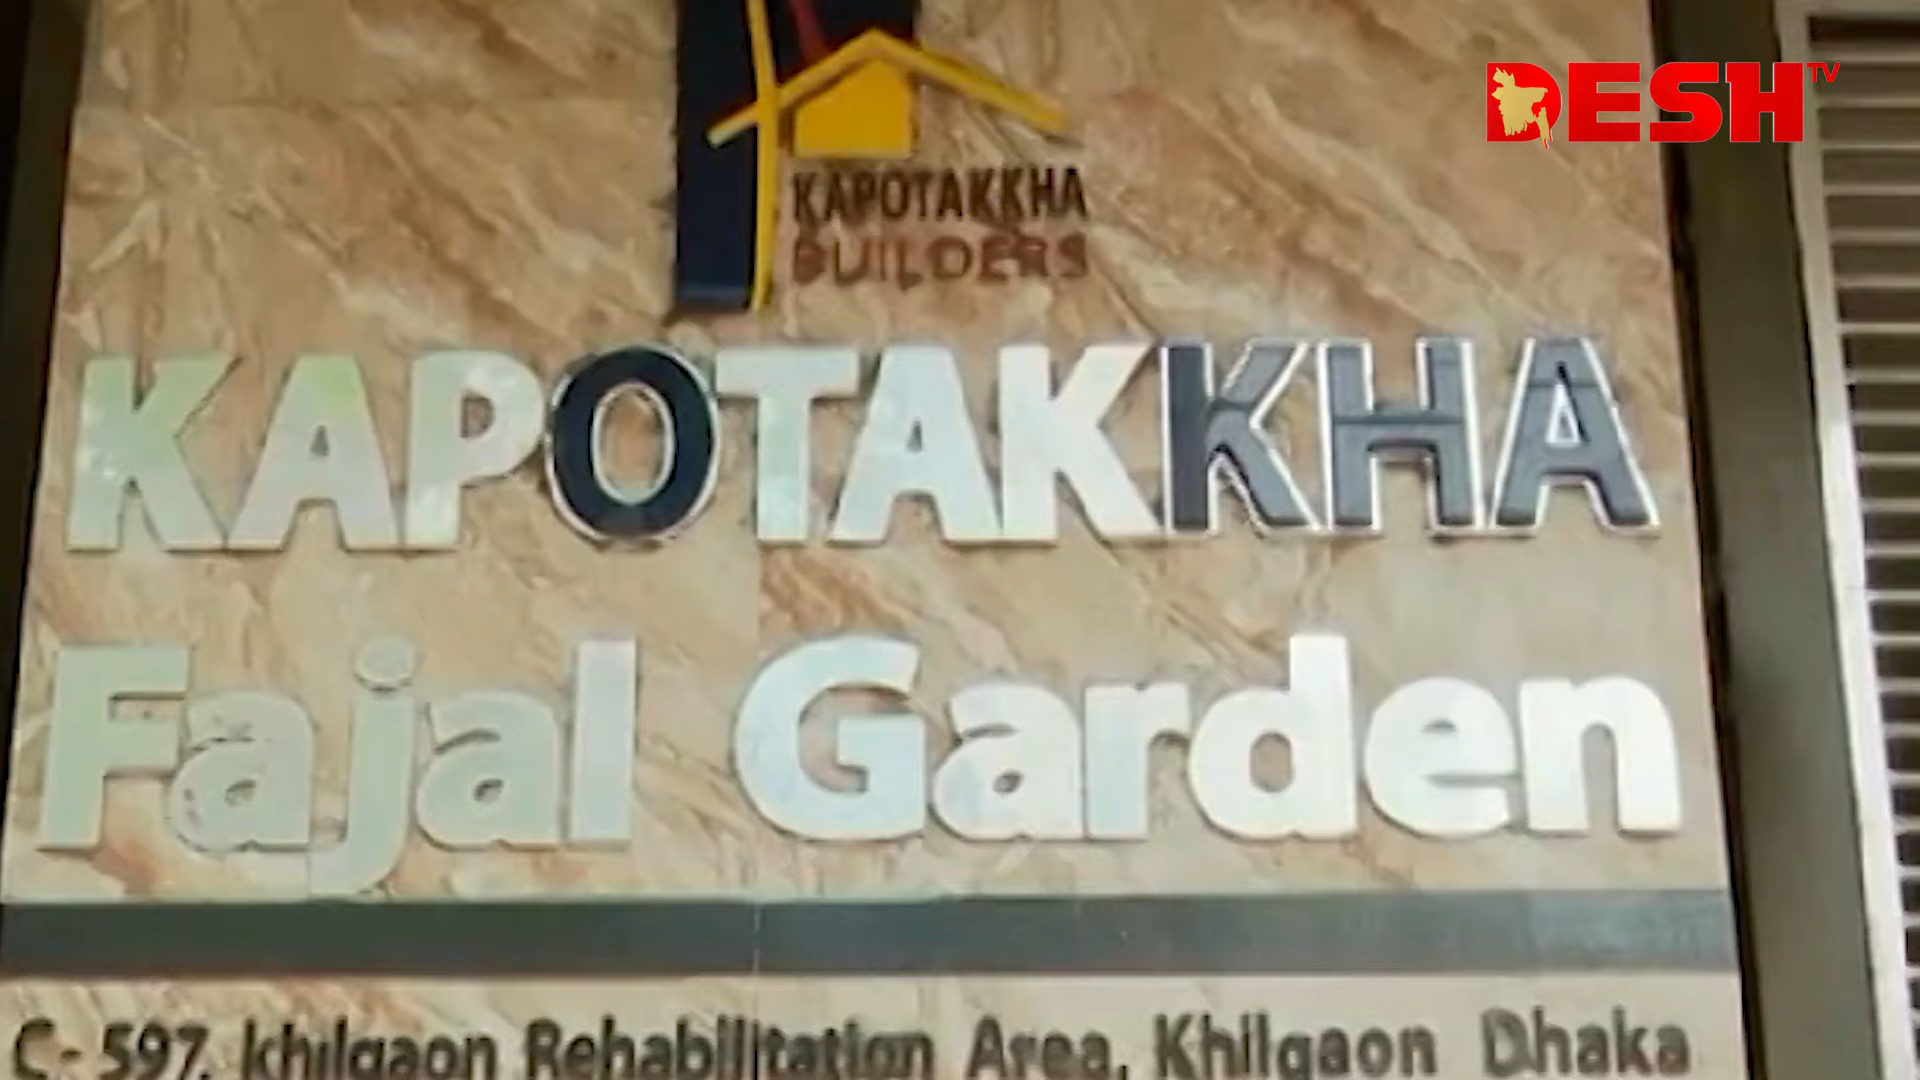 DESH TV
KAPOTAKKHA
BUILDERS
KAPOTAKKHA
Fajal Garden
C-597, Khilgaon Rehabilitation Area, Khilgaon Dhaka